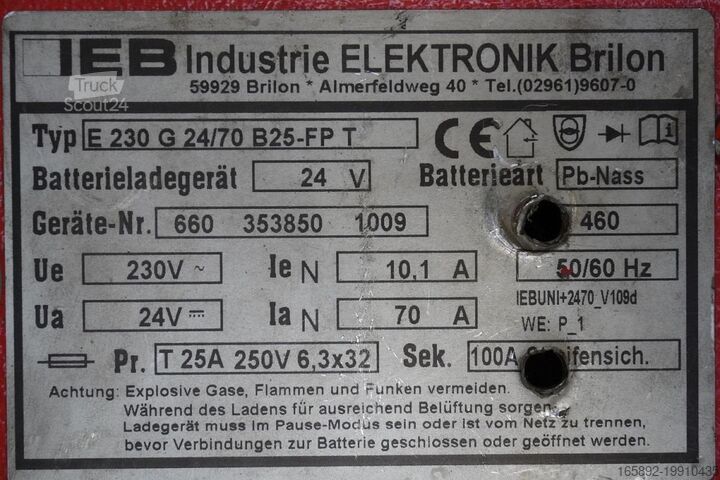 IEB Industrie ELEKTRONIK Brilon
59929 Brilon * Almerfeldweg 40 * Tel.(02961)9607-0
Truck
Scout24
Typ E 230 G 24/70 B25-FP T CE
Batterieladegerät 24 V Batterieart Pb-Nass
Geräte-Nr. 660 353850 1009 460
Ue 230V ~ Ie N 10,1 A 50/60 Hz
IEBUNI+2470_V109d
Ua 24V Ia N 70 A WE: P_1
Pr. T 25A 250V 6,3x32 Sek. 100A
Achtung: Explosive Gase, Flammen und Funken vermeiden.
Während des Ladens für ausreichend Belüftung sorgen.
Ladegerät muss im Pause-Modus sein oder ist vom Netz zu trennen,
bevor Verbindungen zur Batterie geschlossen oder geöffnet werden.